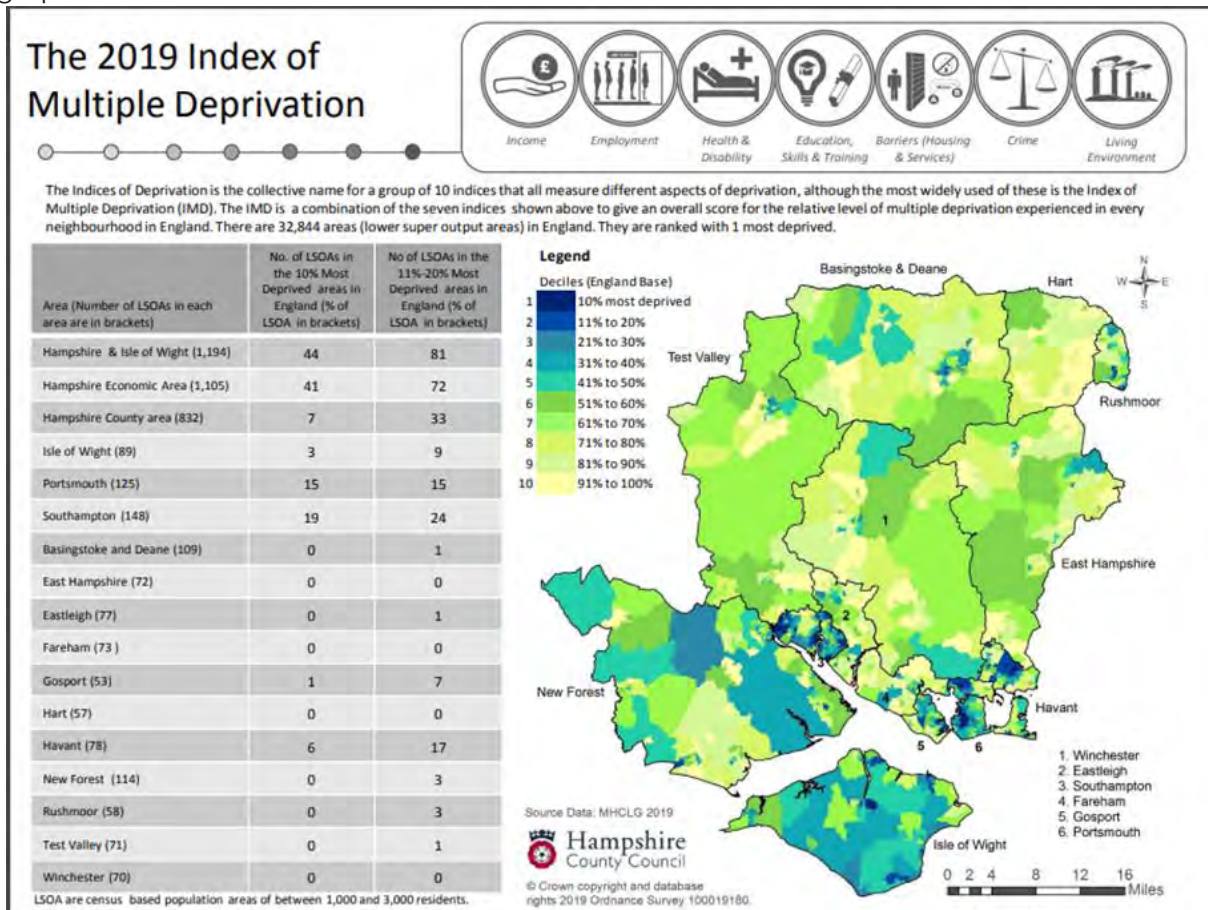 The 2019 Index of
Multiple Deprivation
£
Income
Employment
Health &
Disability
Education,
Skills & Training
Barriers (Housing
& Services)
Crime
Living
Environment
The Indices of Deprivation is the collective name for a group of 10 indices that all measure different aspects of deprivation, although the most widely used of these is the Index of
Multiple Deprivation (IMD). The IMD is a combination of the seven indices shown above to give an overall score for the relative level of multiple deprivation experienced in every
neighbourhood in England. There are 32,844 areas (lower super output areas) in England. They are ranked with 1 most deprived.
Area (Number of LSOAs in each
area are in brackets)
No. of LSOAs in
the 10% Most
Deprived areas in
England (% of
LSOA in brackets)
No of LSOAs in the
11%-20% Most
Deprived areas in
England (% of
LSOA in brackets)
Hampshire & Isle of Wight (1,194) 44 81
Hampshire Economic Area (1,105) 41 72
Hampshire County area (832) 7 33
Isle of Wight (89) 3 9
Portsmouth (125) 15 15
Southampton (148) 19 24
Basingstoke and Deane (109) 0 1
East Hampshire (72) 0 0
Eastleigh (77) 0 1
Fareham (73 ) 0 0
Gosport (53) 1 7
Hart (57) 0 0
Havant (78) 6 17
New Forest (114) 0 3
Rushmoor (58) 0 3
Test Valley (71) 0 1
Winchester (70) 0 0
LSOA are census based population areas of between 1,000 and 3,000 residents.
Legend
Deciles (England Base)
1 10% most deprived
2 11% to 20%
3 21% to 30%
4 31% to 40%
5 41% to 50%
6 51% to 60%
7 61% to 70%
8 71% to 80%
9 81% to 90%
10 91% to 100%
Basingstoke & Deane
Hart
N
W E
S
Test Valley
Rushmoor
1
East Hampshire
2
3
New Forest
4
Havant
5
6
1. Winchester
2. Eastleigh
3. Southampton
4. Fareham
5. Gosport
6. Portsmouth
Isle of Wight
0 2 4 8 12 16
Miles
Source Data: MHCLG 2019
Hampshire
County Council
© Crown copyright and database
rights 2019 Ordnance Survey 100019180.